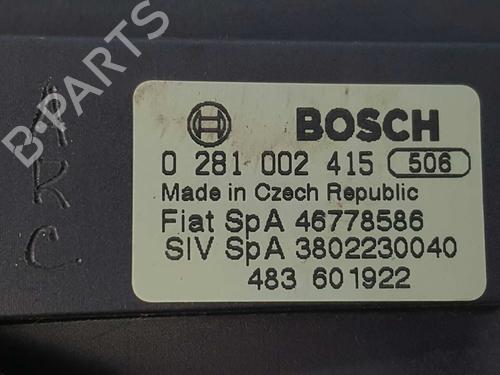 B-PARTS
A
R
C
BOSCH
0 281 002 415 506
Made in Czech Republic
Fiat SpA 46778586
SIV SpA 3802230040
483 601922